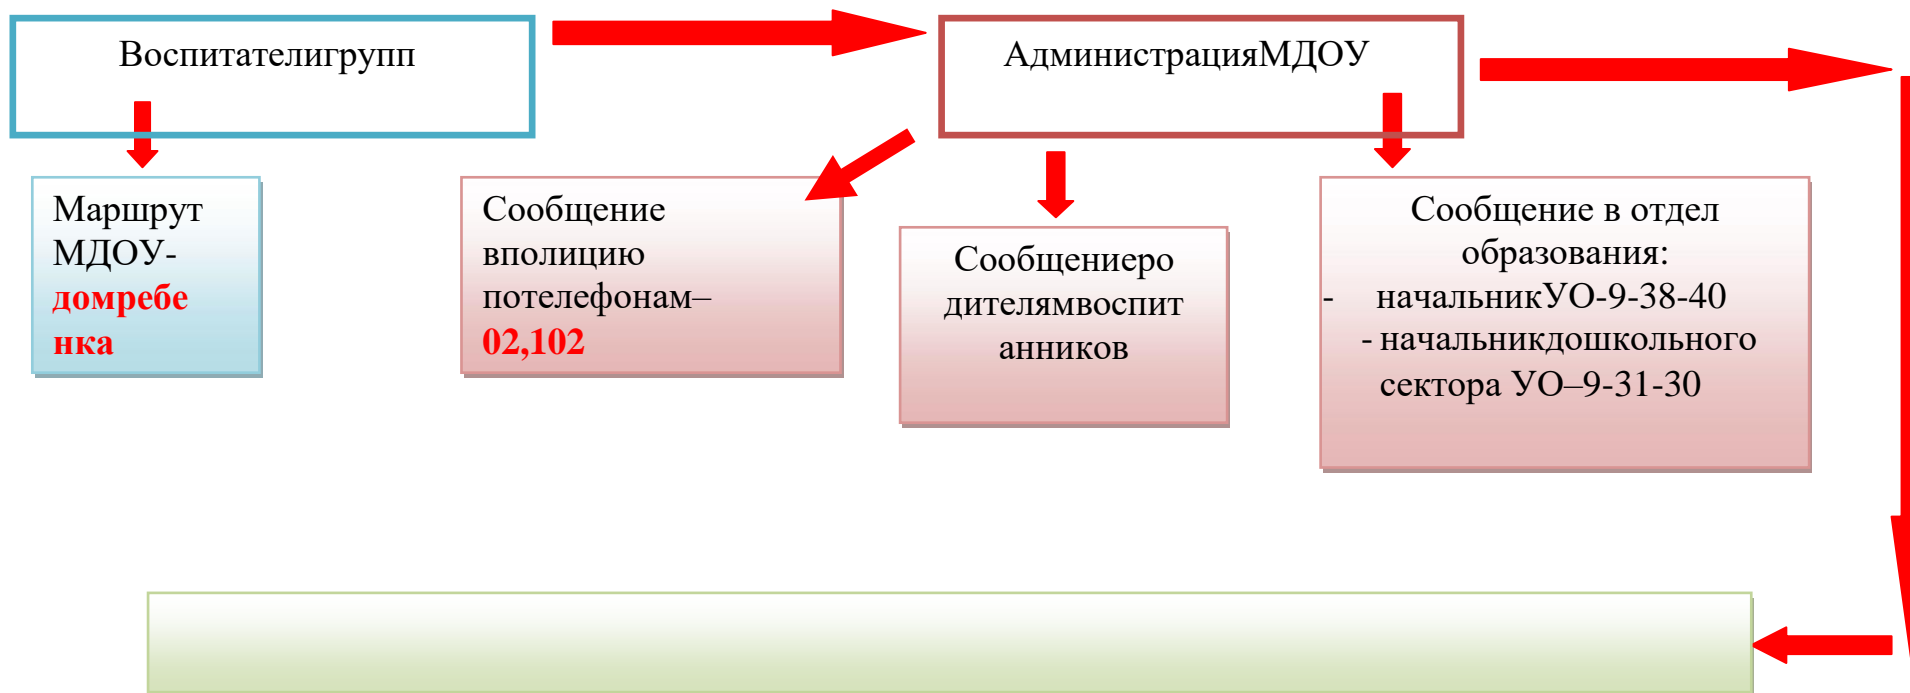 Воспитателигрупп
АдминистрацияМДОУ
Маршрут
МДОУ-
домребе
нка
Сообщение
вполицию
потелефонам–
02,102
Сообщениеро
дителямвоспит
анников
Сообщение в отдел
образования:
- начальникУО-9-38-40
- начальникдошкольного
сектора УО–9-31-30